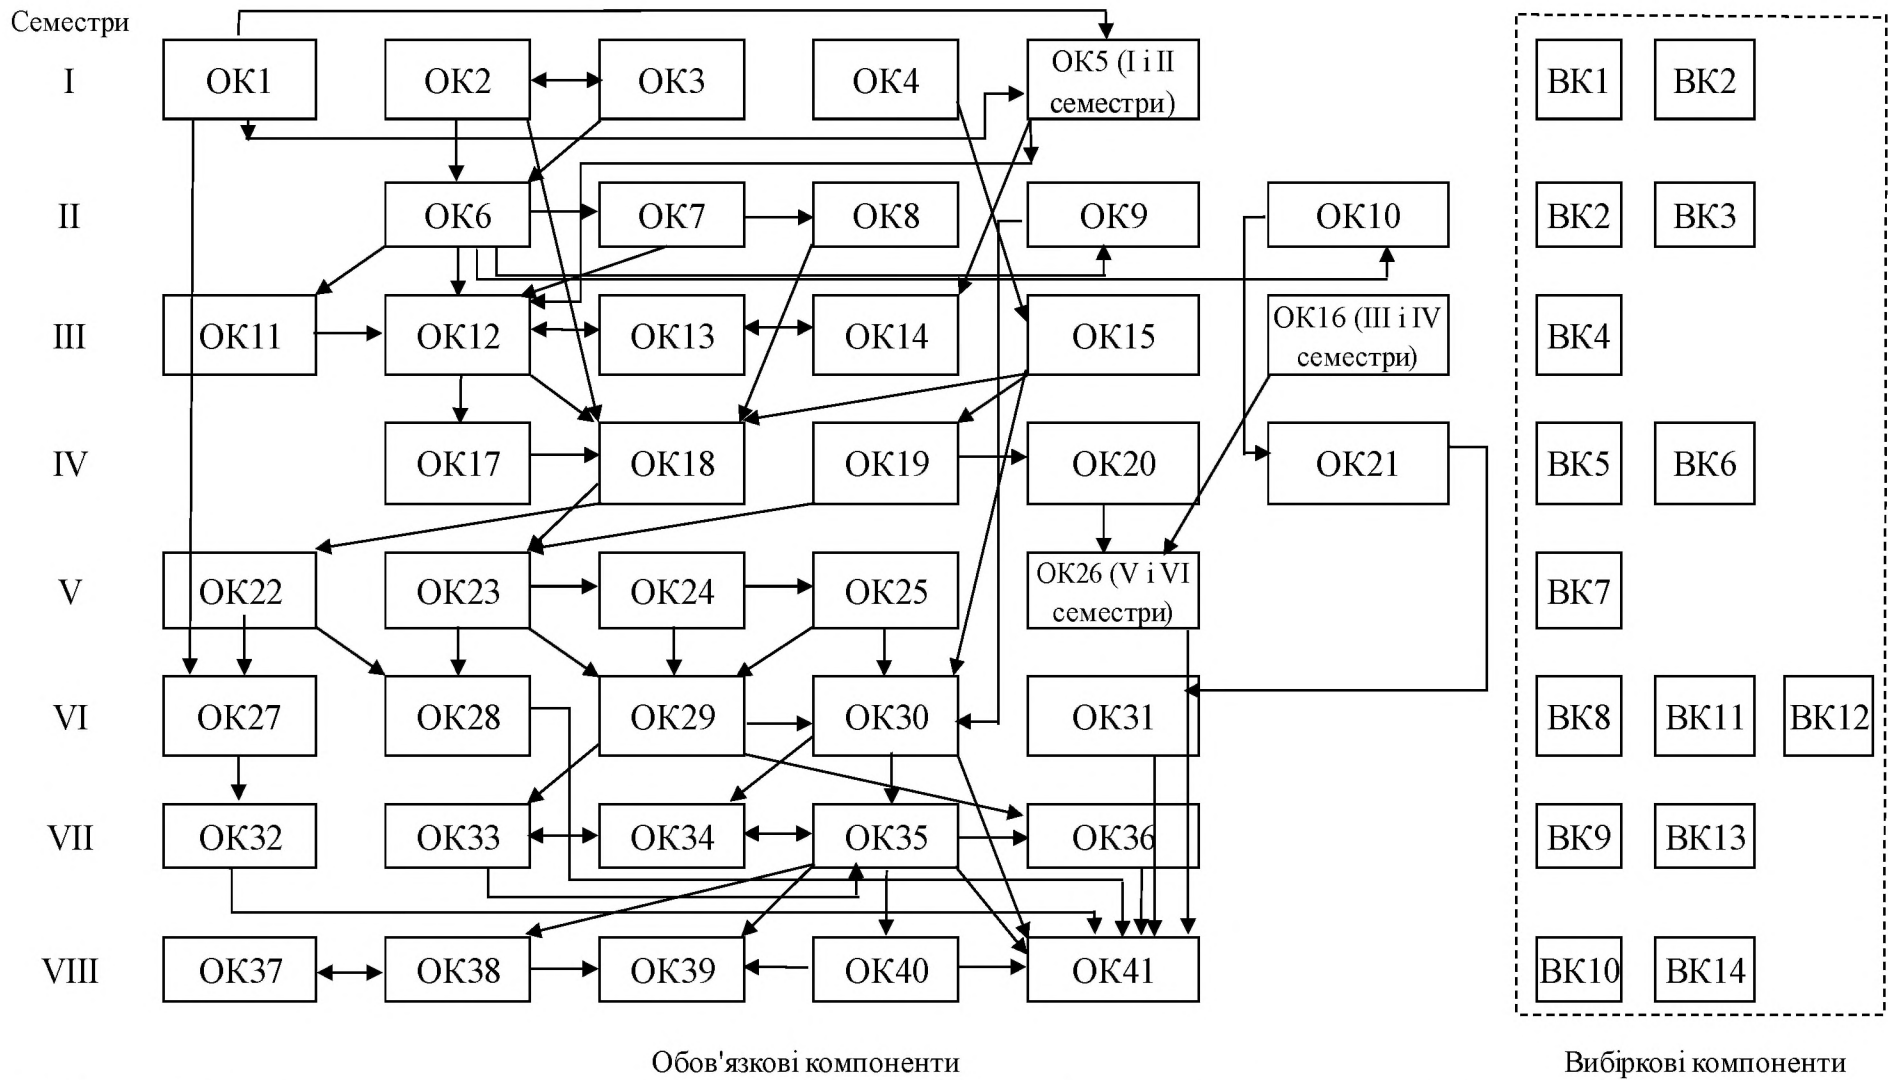 Семестри
I
ОК1
ОК2
ОК3
ОК4
ОК5 (I і II
семестри)
ВК1
ВК2
II
ОК6
ОК7
ОК8
ОК9
ОК10
ВК2
ВК3
III
ОК11
ОК12
ОК13
ОК14
ОК15
ОК16 (III і IV
семестри)
ВК4
IV
ОК17
ОК18
ОК19
ОК20
ОК21
ВК5
ВК6
V
ОК22
ОК23
ОК24
ОК25
ОК26 (V і VI
семестри)
ВК7
VI
ОК27
ОК28
ОК29
ОК30
ОК31
ВК8
ВК11
ВК12
VII
ОК32
ОК33
ОК34
ОК35
ОК36
ВК9
ВК13
VIII
ОК37
ОК38
ОК39
ОК40
ОК41
ВК10
ВК14
Обов'язкові компоненти
Вибіркові компоненти